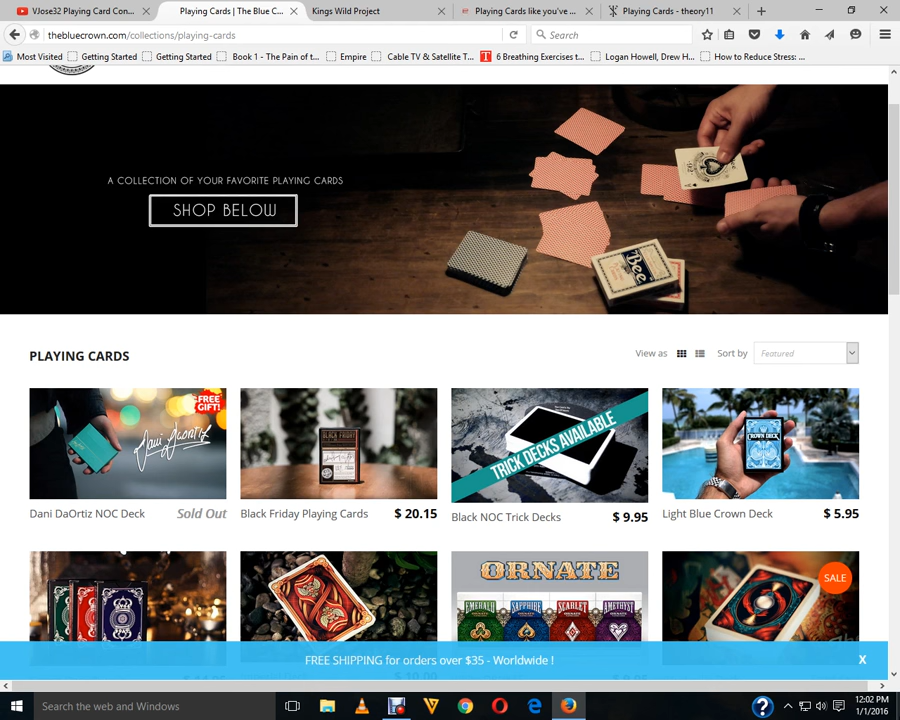 VJose32 Playing Card Con...
Playing Cards | The Blue C...
Kings Wild Project
Playing Cards like you've ...
Playing Cards - theory11
thebluecrown.com/collections/playing-cards
Search
Most Visited
Getting Started
Getting Started
Book 1 - The Pain of t...
Empire
Cable TV & Satellite T...
6 Breathing Exercises t...
Logan Howell, Drew H...
How to Reduce Stress: ...
A COLLECTION OF YOUR FAVORITE PLAYING CARDS
SHOP BELOW
Bee
PLAYING CARDS
View as
Sort by
Featured
FREE GIFT!
Dani DaOrtiz
BLACK FRIDAY
TRICK DECKS AVAILABLE
CROWN DECK
Dani DaOrtiz NOC Deck
Sold Out
Black Friday Playing Cards
$ 20.15
Black NOC Trick Decks
$ 9.95
Light Blue Crown Deck
$ 5.95
ORNATE
EMERALD
SAPPHIRE
SCARLET
AMETHYST
SALE
FREE SHIPPING for orders over $35 - Worldwide !
X
Search the web and Windows
12:02 PM
1/1/2016